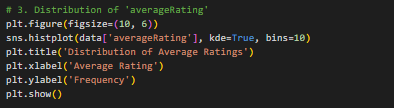 # 3. Distribution of 'averageRating'
plt.figure(figsize=(10, 6))
sns.histplot(data['averageRating'], kde=True, bins=10)
plt.title('Distribution of Average Ratings')
plt.xlabel('Average Rating')
plt.ylabel('Frequency')
plt.show()